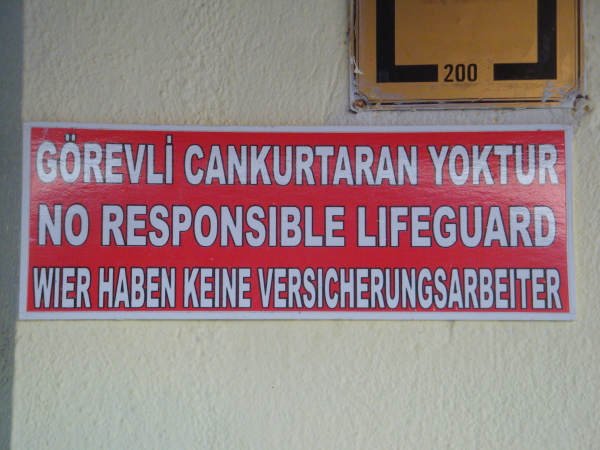 200
GÖREVLİ CANKURTARAN YOKTUR
NO RESPONSIBLE LIFEGUARD
WIER HABEN KEINE VERSICHERUNGSARBEITER